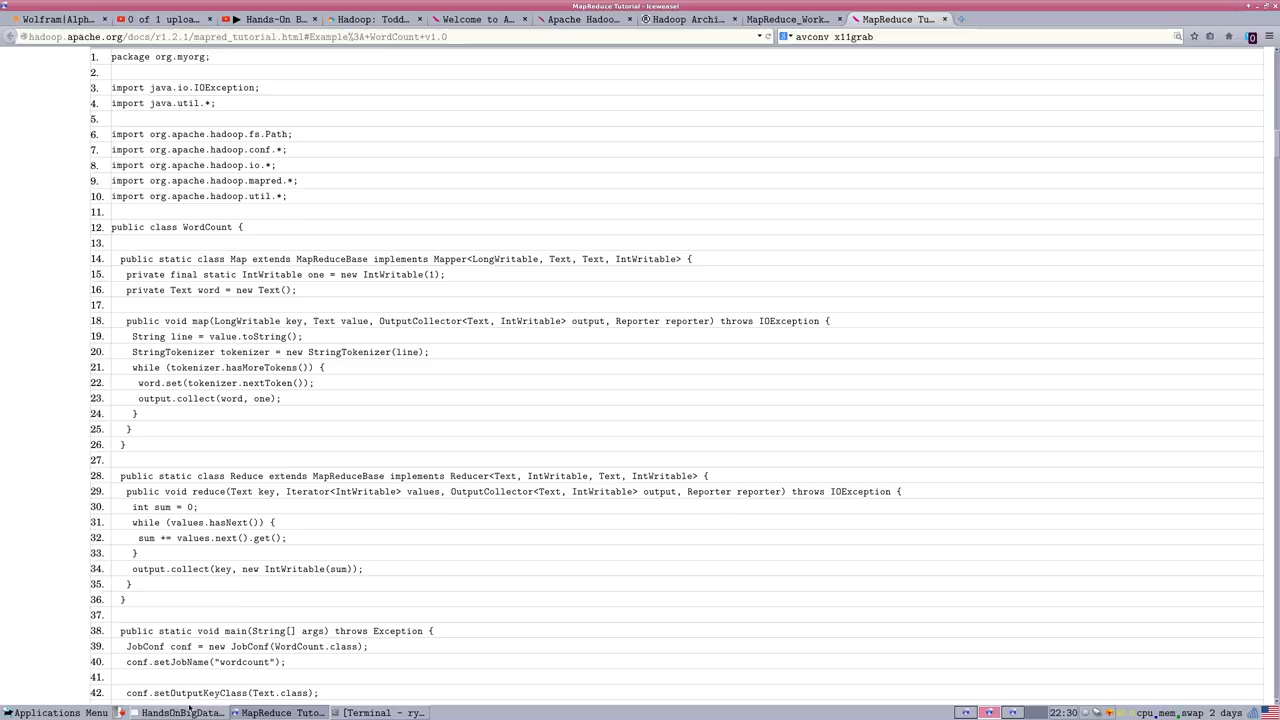 MapReduce Tutorial - Iceweasel
Wolfram|Alph...
0 of 1 uploa...
Hands-On B...
Hadoop: Todd...
Welcome to A...
Apache Hadoo...
Hadoop Archi...
MapReduce_Work...
MapReduce Tu...
hadoop.apache.org/docs/r1.2.1/mapred_tutorial.html#Example%3A+WordCount+v1.0
avconv x11grab
0
1. package org.myorg;
2.
3. import java.io.IOException;
4. import java.util.*;
5.
6. import org.apache.hadoop.fs.Path;
7. import org.apache.hadoop.conf.*;
8. import org.apache.hadoop.io.*;
9. import org.apache.hadoop.mapred.*;
10. import org.apache.hadoop.util.*;
11.
12. public class WordCount {
13.
14. public static class Map extends MapReduceBase implements Mapper<LongWritable, Text, Text, IntWritable> {
15. private final static IntWritable one = new IntWritable(1);
16. private Text word = new Text();
17.
18. public void map(LongWritable key, Text value, OutputCollector<Text, IntWritable> output, Reporter reporter) throws IOException {
19. String line = value.toString();
20. StringTokenizer tokenizer = new StringTokenizer(line);
21. while (tokenizer.hasMoreTokens()) {
22. word.set(tokenizer.nextToken());
23. output.collect(word, one);
24. }
25. }
26. }
27.
28. public static class Reduce extends MapReduceBase implements Reducer<Text, IntWritable, Text, IntWritable> {
29. public void reduce(Text key, Iterator<IntWritable> values, OutputCollector<Text, IntWritable> output, Reporter reporter) throws IOException {
30. int sum = 0;
31. while (values.hasNext()) {
32. sum += values.next().get();
33. }
34. output.collect(key, new IntWritable(sum));
35. }
36. }
37.
38. public static void main(String[] args) throws Exception {
39. JobConf conf = new JobConf(WordCount.class);
40. conf.setJobName("wordcount");
41.
42. conf.setOutputKeyClass(Text.class);
Applications Menu
HandsOnBigData...
MapReduce Tuto...
[Terminal - ry...
22:30
cpu mem swap 2 days